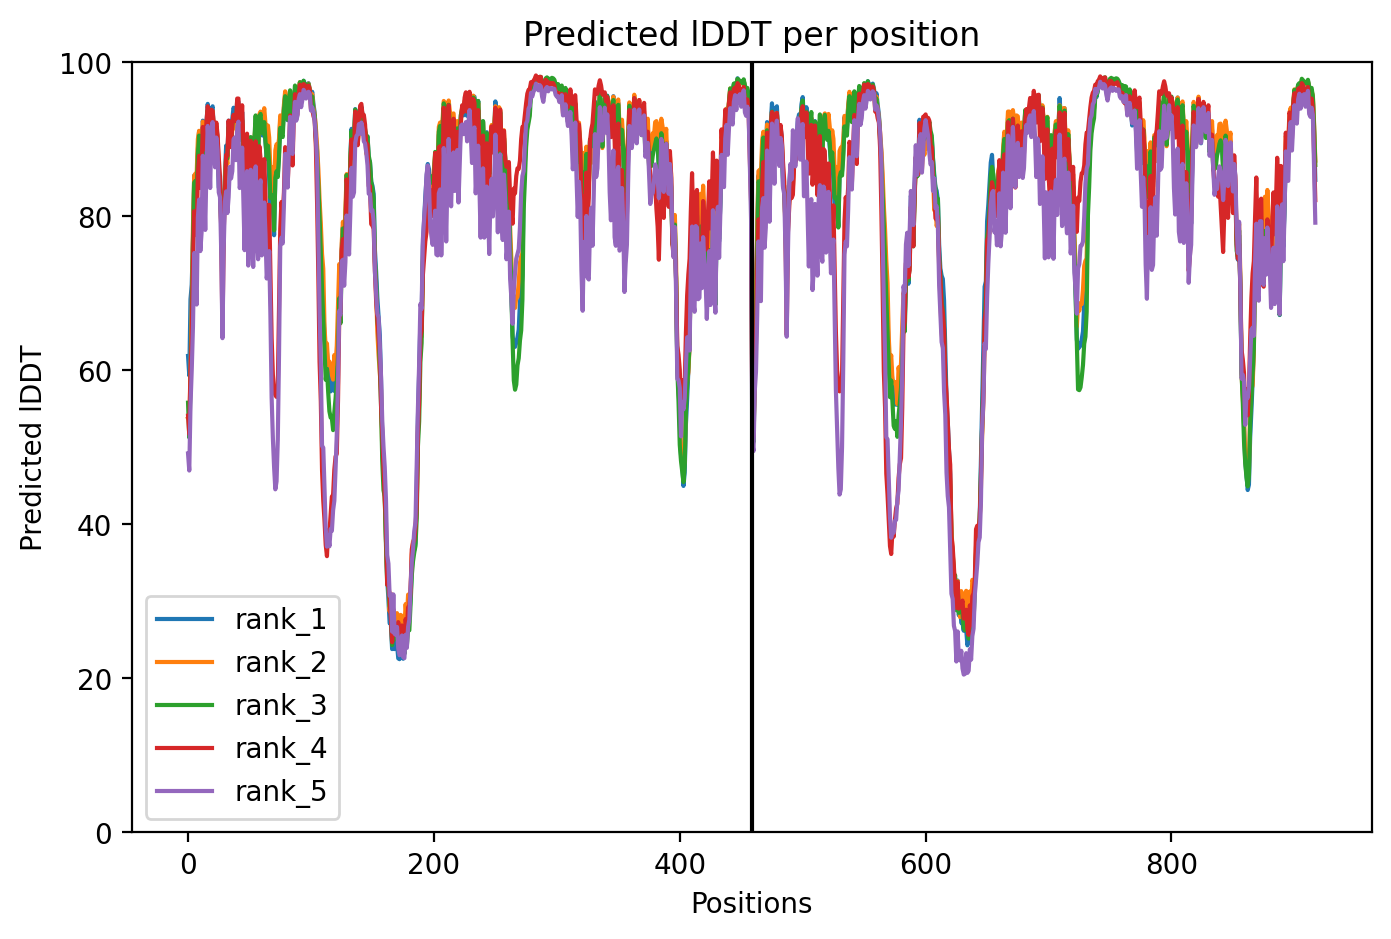 Predicted lDDT per position
Predicted lDDT
100
80
60
40
20
0
rank_1
rank_2
rank_3
rank_4
rank_5
0 200 400 600 800
Positions